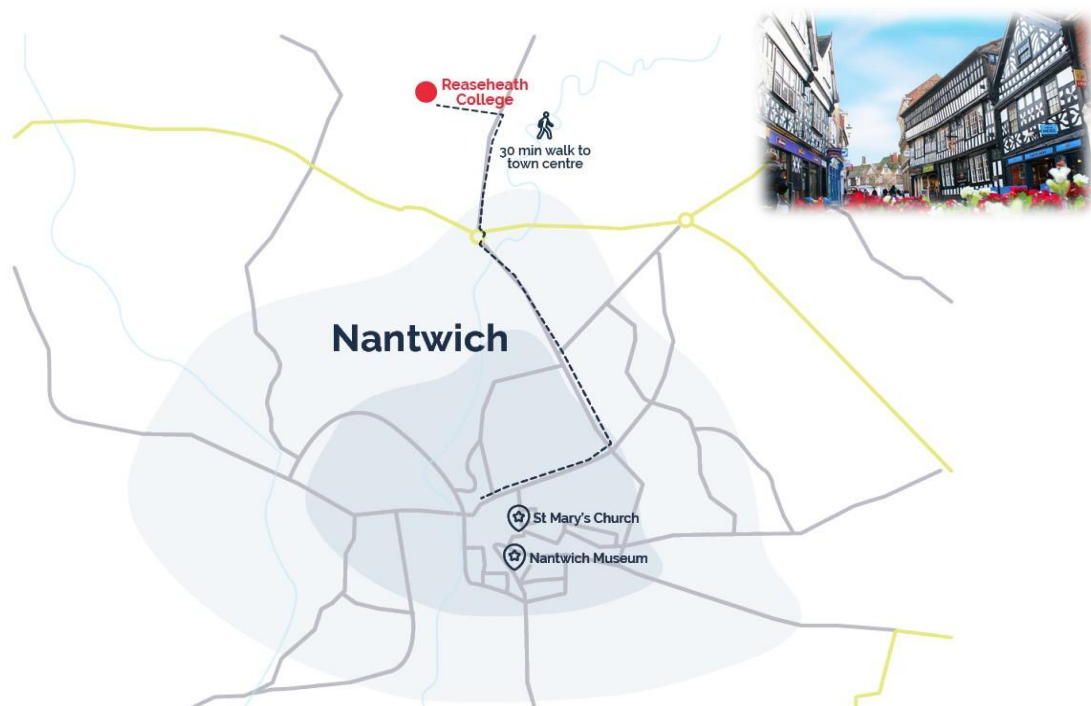 Reaseheath
College
30 min walk to
town centre
Nantwich
St Mary's Church
Nantwich Museum